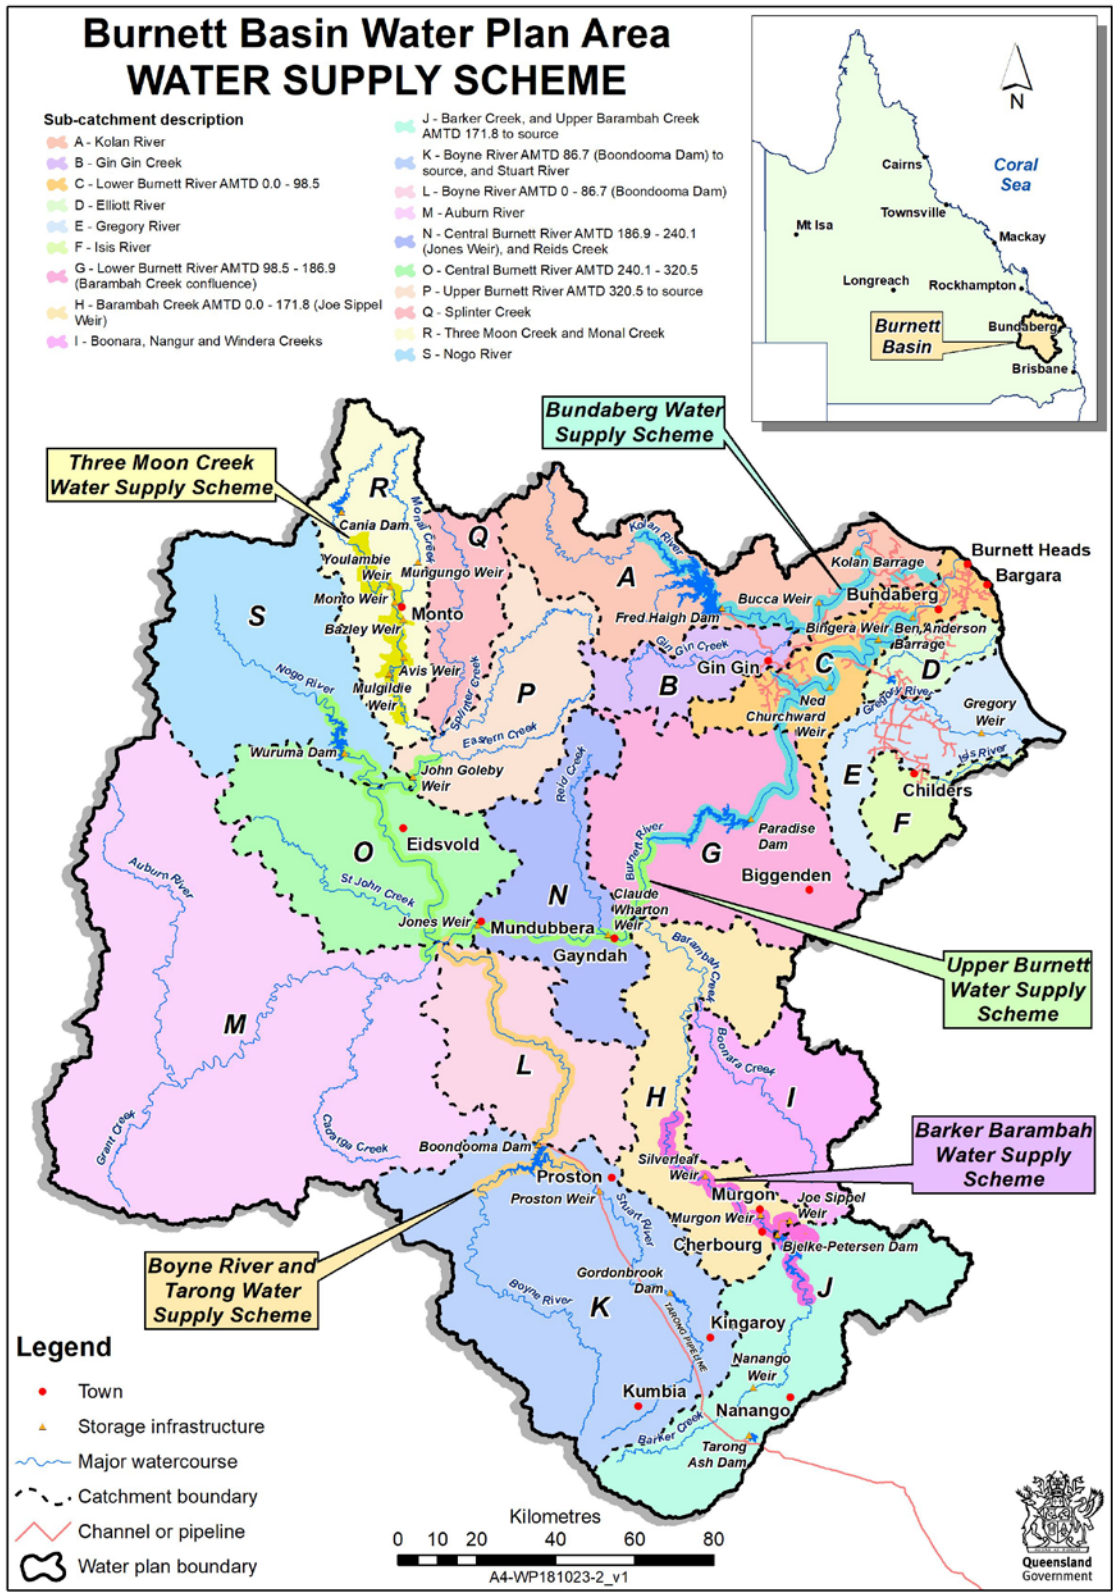 Burnett Basin Water Plan Area
WATER SUPPLY SCHEME
Sub-catchment description
A - Kolan River
B - Gin Gin Creek
C - Lower Burnett River AMTD 0.0 - 98.5
D - Elliott River
E - Gregory River
F - Isis River
G - Lower Burnett River AMTD 98.5 - 186.9
(Barambah Creek confluence)
H - Barambah Creek AMTD 0.0 - 171.8 (Joe Sippel
Weir)
I - Boonara, Nangur and Windera Creeks
J - Barker Creek, and Upper Barambah Creek
AMTD 171.8 to source
K - Boyne River AMTD 86.7 (Boondooma Dam) to
source, and Stuart River
L - Boyne River AMTD 0 - 86.7 (Boondooma Dam)
M - Auburn River
N - Central Burnett River AMTD 186.9 - 240.1
(Jones Weir), and Reids Creek
O - Central Burnett River AMTD 240.1 - 320.5
P - Upper Burnett River AMTD 320.5 to source
Q - Splinter Creek
R - Three Moon Creek and Monal Creek
S - Nogo River
N
Cairns
Coral
Sea
Townsville
Mt Isa
Mackay
Longreach
Rockhampton
Burnett
Basin
Bundaberg
Brisbane
Bundaberg Water
Supply Scheme
Three Moon Creek
Water Supply Scheme
R
Cania Dam
Monal Creek
Q
Youlambie
Weir
Mungungo Weir
Monto Weir
Monto
Bazley Weir
Avis Weir
Mulgildie
Weir
Splinter Creek
S
Nogo River
Wuruma Dam
P
Eastern Creek
John Goleby
Weir
Kolan River
A
Fred Haigh Dam
Bucca Weir
Kolan Barrage
Burnett Heads
Bargara
Bundaberg
Bingera Weir
Ben Anderson
Barrage
Gin Gin Creek
Gin Gin
B
C
D
Ned
Churchward
Weir
Gregory River
Gregory
Weir
Isis River
E
Childers
F
Reid Creek
O
Eidsvold
St John Creek
Auburn River
Jones Weir
Mundubbera
N
Gayndah
Burnett River
Claude
Wharton
Weir
G
Paradise
Dam
Biggenden
Barambah Creek
Upper Burnett
Water Supply
Scheme
M
Grant Creek
Cadarga Creek
L
H
Boonara Creek
I
Barker Barambah
Water Supply
Scheme
Boondooma Dam
Proston
Proston Weir
Stuart River
Silverleaf
Weir
Murgon
Murgon Weir
Joe Sippel
Weir
Cherbourg
Bjelke-Petersen Dam
J
Boyne River and
Tarong Water
Supply Scheme
Boyne River
K
Gordonbrook
Dam
TARONG PIPELINE
Kingaroy
Nanango
Weir
Kumbia
Nanango
Barker Creek
Tarong
Ash Dam
Legend
Town
Storage infrastructure
Major watercourse
Catchment boundary
Channel or pipeline
Water plan boundary
Kilometres
0 10 20 40 60 80
A4-WP181023-2_v1
Queensland
Government